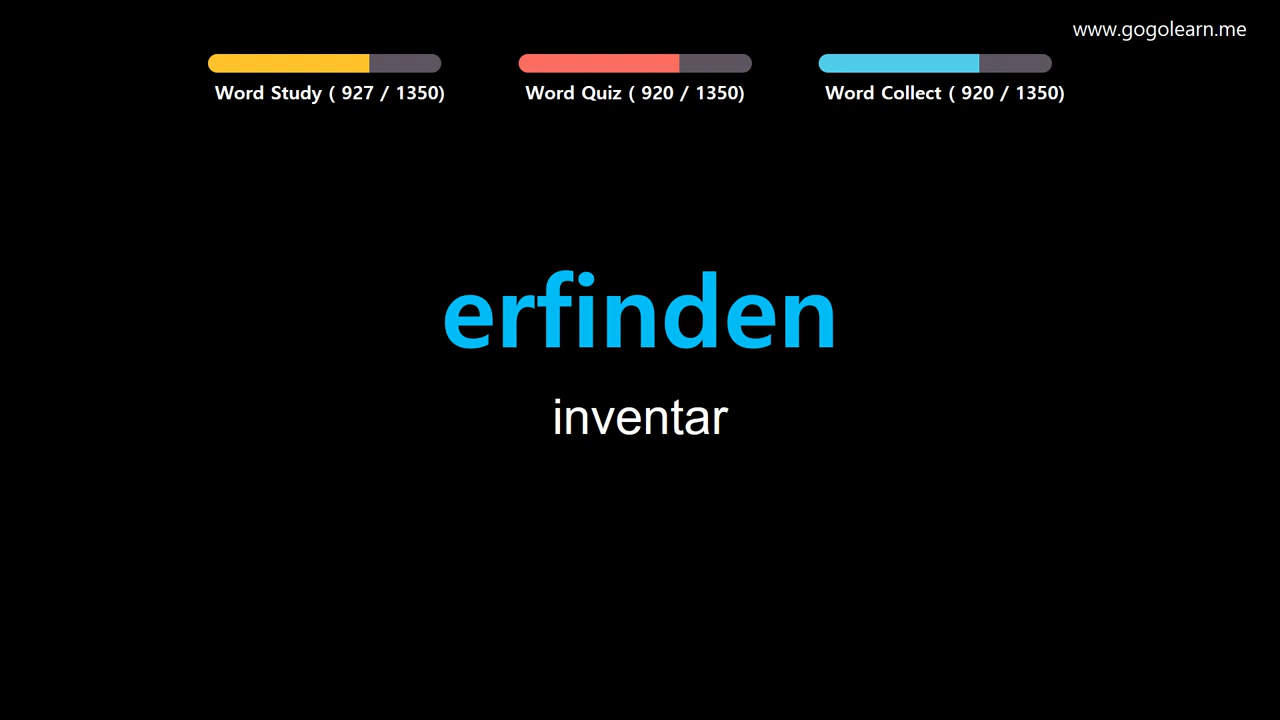 www.gogolearn.me
Word Study ( 927 / 1350)
Word Quiz ( 920 / 1350)
Word Collect ( 920 / 1350)
erfinden
inventar